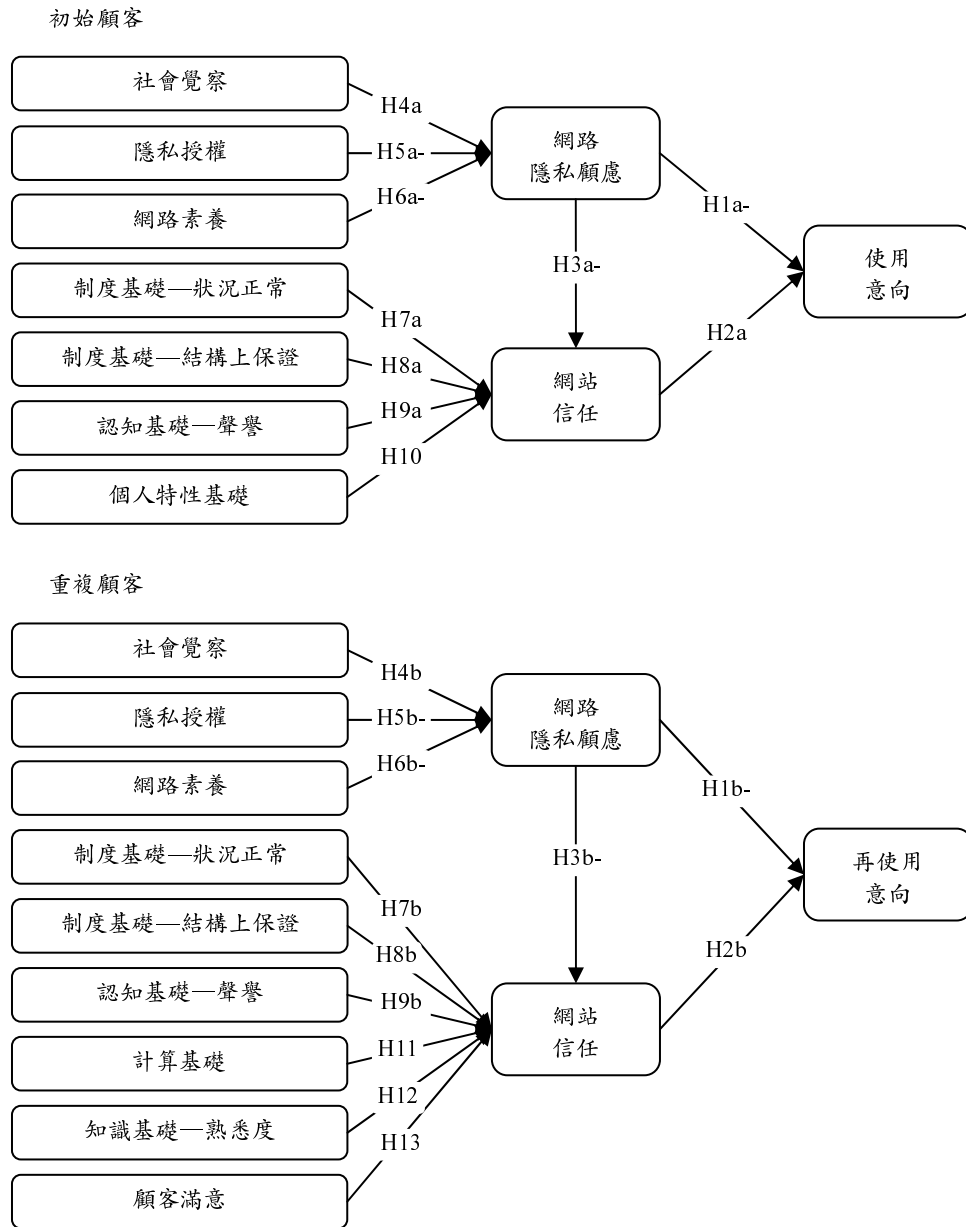 初始顧客
社會覺察
隱私授權
網路素養
制度基礎—狀況正常
制度基礎—結構上保證
認知基礎—聲譽
個人特性基礎
H4a
H5a-
H6a-
H7a
H8a
H9a
H10
網路
隱私顧慮
H3a-
網站
信任
H1a-
H2a
使用
意向
重複顧客
社會覺察
隱私授權
網路素養
制度基礎—狀況正常
制度基礎—結構上保證
認知基礎—聲譽
計算基礎
知識基礎—熟悉度
顧客滿意
H4b
H5b-
H6b-
H7b
H8b
H9b
H11
H12
H13
網路
隱私顧慮
H3b-
網站
信任
H1b-
H2b
再使用
意向